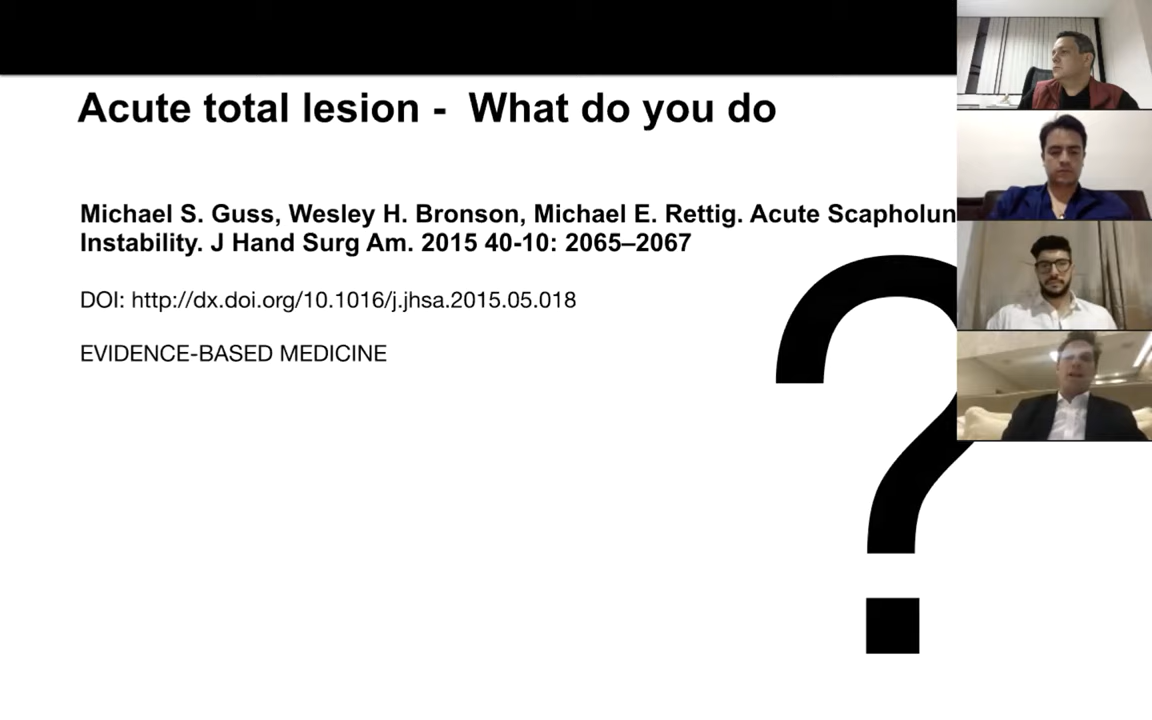 Acute total lesion -  What do you do
Michael S. Guss, Wesley H. Bronson, Michael E. Rettig. Acute Scapholun
Instability. J Hand Surg Am. 2015 40-10: 2065–2067
DOI: http://dx.doi.org/10.1016/j.jhsa.2015.05.018
EVIDENCE-BASED MEDICINE
?